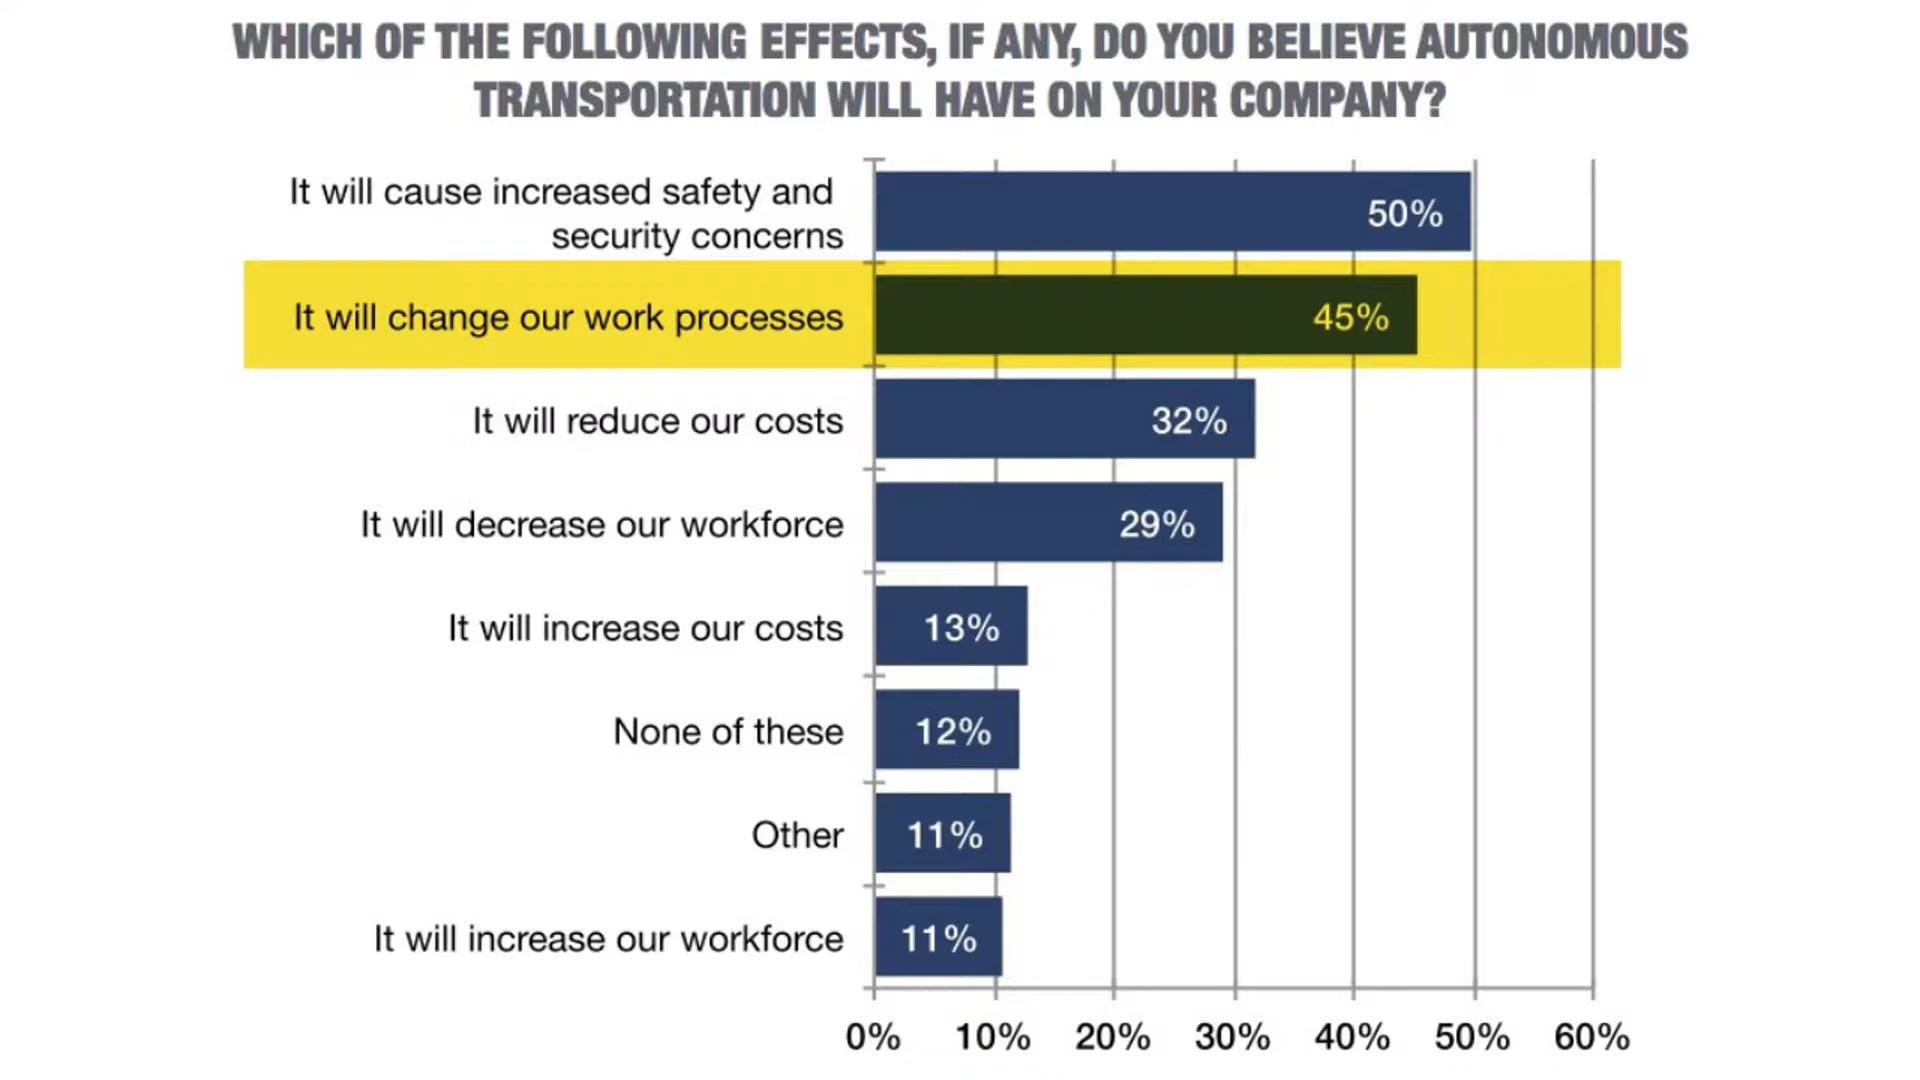 WHICH OF THE FOLLOWING EFFECTS, IF ANY, DO YOU BELIEVE AUTONOMOUS
TRANSPORTATION WILL HAVE ON YOUR COMPANY?
It will cause increased safety and
security concerns
50%
It will change our work processes
45%
It will reduce our costs
32%
It will decrease our workforce
29%
It will increase our costs
13%
None of these
12%
Other
11%
It will increase our workforce
11%
0% 10% 20% 30% 40% 50% 60%